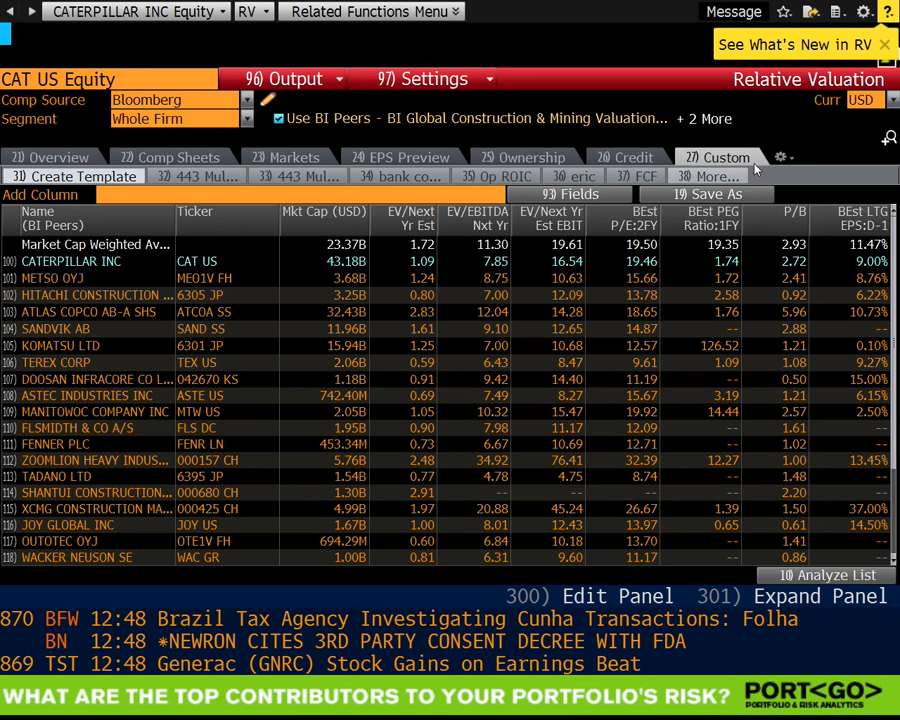 CATERPILLAR INC Equity RV Related Functions Menu Message ?
See What's New in RV ×
CAT US Equity 96) Output 97) Settings Relative Valuation
Comp Source Bloomberg Curr USD
Segment Whole Firm Use BI Peers - BI Global Construction & Mining Valuation... + 2 More
21) Overview 22) Comp Sheets 23) Markets 24) EPS Preview 25) Ownership 26) Credit 27) Custom
31) Create Template 32) 443 Mul... 33) 443 Mul... 34) bank co... 35) Op ROIC 36) eric 37) FCF 38) More...
Add Column 93) Fields 19) Save As
Name Ticker Mkt Cap (USD) EV/Next EV/EBITDA EV/Next Yr BEst BEst PEG P/B BEst LTG
(BI Peers) Yr Est Nxt Yr Est EBIT P/E:2FY Ratio:1FY EPS:D-1
Market Cap Weighted Av... 23.37B 1.72 11.30 19.61 19.50 19.35 2.93 11.47%
100) CATERPILLAR INC CAT US 43.18B 1.09 7.85 16.54 19.46 1.74 2.72 9.00%
101) METSO OYJ MEO1V FH 3.68B 1.24 8.75 10.63 15.66 1.72 2.41 8.76%
102) HITACHI CONSTRUCTION ... 6305 JP 3.25B 0.80 7.00 12.09 13.78 2.58 0.92 6.22%
103) ATLAS COPCO AB-A SHS ATCOA SS 32.43B 2.83 12.04 14.28 18.65 1.76 5.96 10.73%
104) SANDVIK AB SAND SS 11.96B 1.61 9.10 12.65 14.87 -- 2.88 --
105) KOMATSU LTD 6301 JP 15.94B 1.25 7.00 10.68 12.57 126.52 1.21 0.10%
106) TEREX CORP TEX US 2.06B 0.59 6.43 8.47 9.61 1.09 1.08 9.27%
107) DOOSAN INFRACORE CO L... 042670 KS 1.18B 0.91 9.42 14.40 11.19 -- 0.50 15.00%
108) ASTEC INDUSTRIES INC ASTE US 742.40M 0.69 7.49 8.27 15.67 3.19 1.21 6.15%
109) MANITOWOC COMPANY INC MTW US 2.05B 1.05 10.32 15.47 19.92 14.44 2.57 2.50%
110) FLSMIDTH & CO A/S FLS DC 1.95B 0.90 7.98 11.17 12.09 -- 1.61 --
111) FENNER PLC FENR LN 453.34M 0.73 6.67 10.69 12.71 -- 1.02 --
112) ZOOMLION HEAVY INDUS... 000157 CH 5.76B 2.48 34.92 76.41 32.39 12.27 1.00 13.45%
113) TADANO LTD 6395 JP 1.54B 0.77 4.78 4.75 8.74 -- 1.48 --
114) SHANTUI CONSTRUCTION... 000680 CH 1.30B 2.91 -- -- -- -- 2.20 --
115) XCMG CONSTRUCTION MA... 000425 CH 4.99B 1.97 20.88 45.24 26.67 1.39 1.50 37.00%
116) JOY GLOBAL INC JOY US 1.67B 1.00 8.01 12.43 13.97 0.65 0.61 14.50%
117) OUTOTEC OYJ OTE1V FH 694.29M 0.60 6.84 10.18 13.70 -- 1.41 --
118) WACKER NEUSON SE WAC GR 1.00B 0.81 6.31 9.60 11.17 -- 0.86 --
10) Analyze List
300) Edit Panel 301) Expand Panel
870 BFW 12:48 Brazil Tax Agency Investigating Cunha Transactions: Folha
BN 12:48 *NEWRON CITES 3RD PARTY CONSENT DECREE WITH FDA
869 TST 12:48 Generac (GNRC) Stock Gains on Earnings Beat
WHAT ARE THE TOP CONTRIBUTORS TO YOUR PORTFOLIO'S RISK? PORT<GO>
PORTFOLIO & RISK ANALYTICS